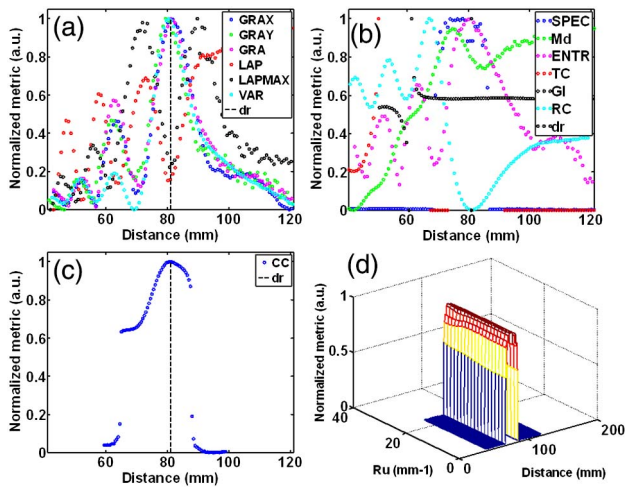 (a)
GRAX
GRAY
GRA
LAP
LAPMAX
VAR
dr
Normalized metric (a.u.)
1
0.8
0.6
0.4
0.2
0
60
80
100
120
Distance (mm)
(b)
SPEC
Md
ENTR
TC
GI
RC
dr
Normalized metric (a.u.)
1
0.8
0.6
0.4
0.2
0
60
80
100
120
Distance (mm)
(c)
CC
dr
Normalized metric (a.u.)
1
0.8
0.6
0.4
0.2
0
60
80
100
120
Distance (mm)
(d)
Normalized metric (a.u.)
1
0.5
0
40
20
0
Ru (mm-1)
0
100
200
Distance (mm)